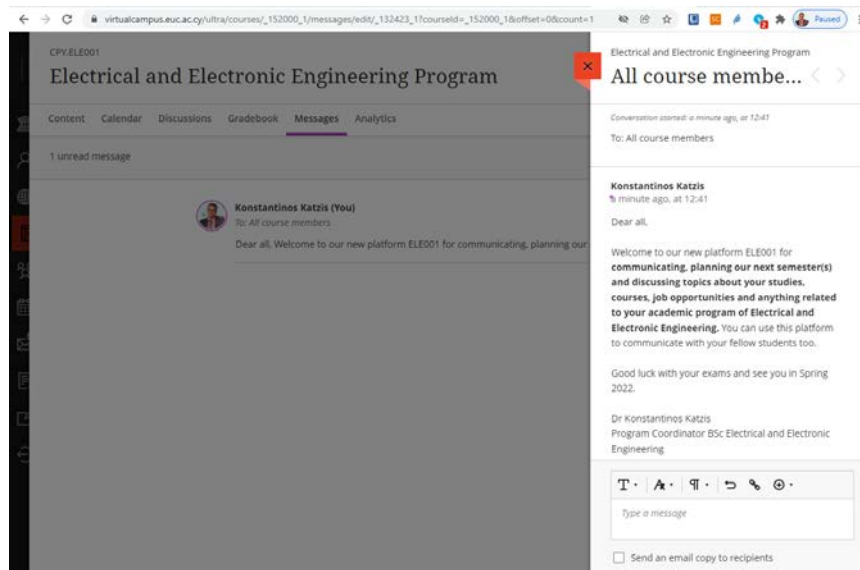 virtualcampus.euc.ac.cy/ultra/courses/_152000_1/messages/edit/_132423_1?courseId=_152000_1&offset=0&count=1
Paused
CPY.ELE001
Electrical and Electronic Engineering Program
Content Calendar Discussions Gradebook Messages Analytics
1 unread message
Konstantinos Katzis (You)
To: All course members
Dear all, Welcome to our new platform ELE001 for communicating, planning our
Electrical and Electronic Engineering Program
All course membe...
Conversation started: a minute ago, at 12:41
To: All course members
Konstantinos Katzis
minute ago, at 12:41
Dear all,
Welcome to our new platform ELE001 for
communicating, planning our next semester(s)
and discussing topics about your studies,
courses, job opportunities and anything related
to your academic program of Electrical and
Electronic Engineering. You can use this platform
to communicate with your fellow students too.
Good luck with your exams and see you in Spring
2022.
Dr Konstantinos Katzis
Program Coordinator BSc Electrical and Electronic
Engineering
Type a message
Send an email copy to recipients